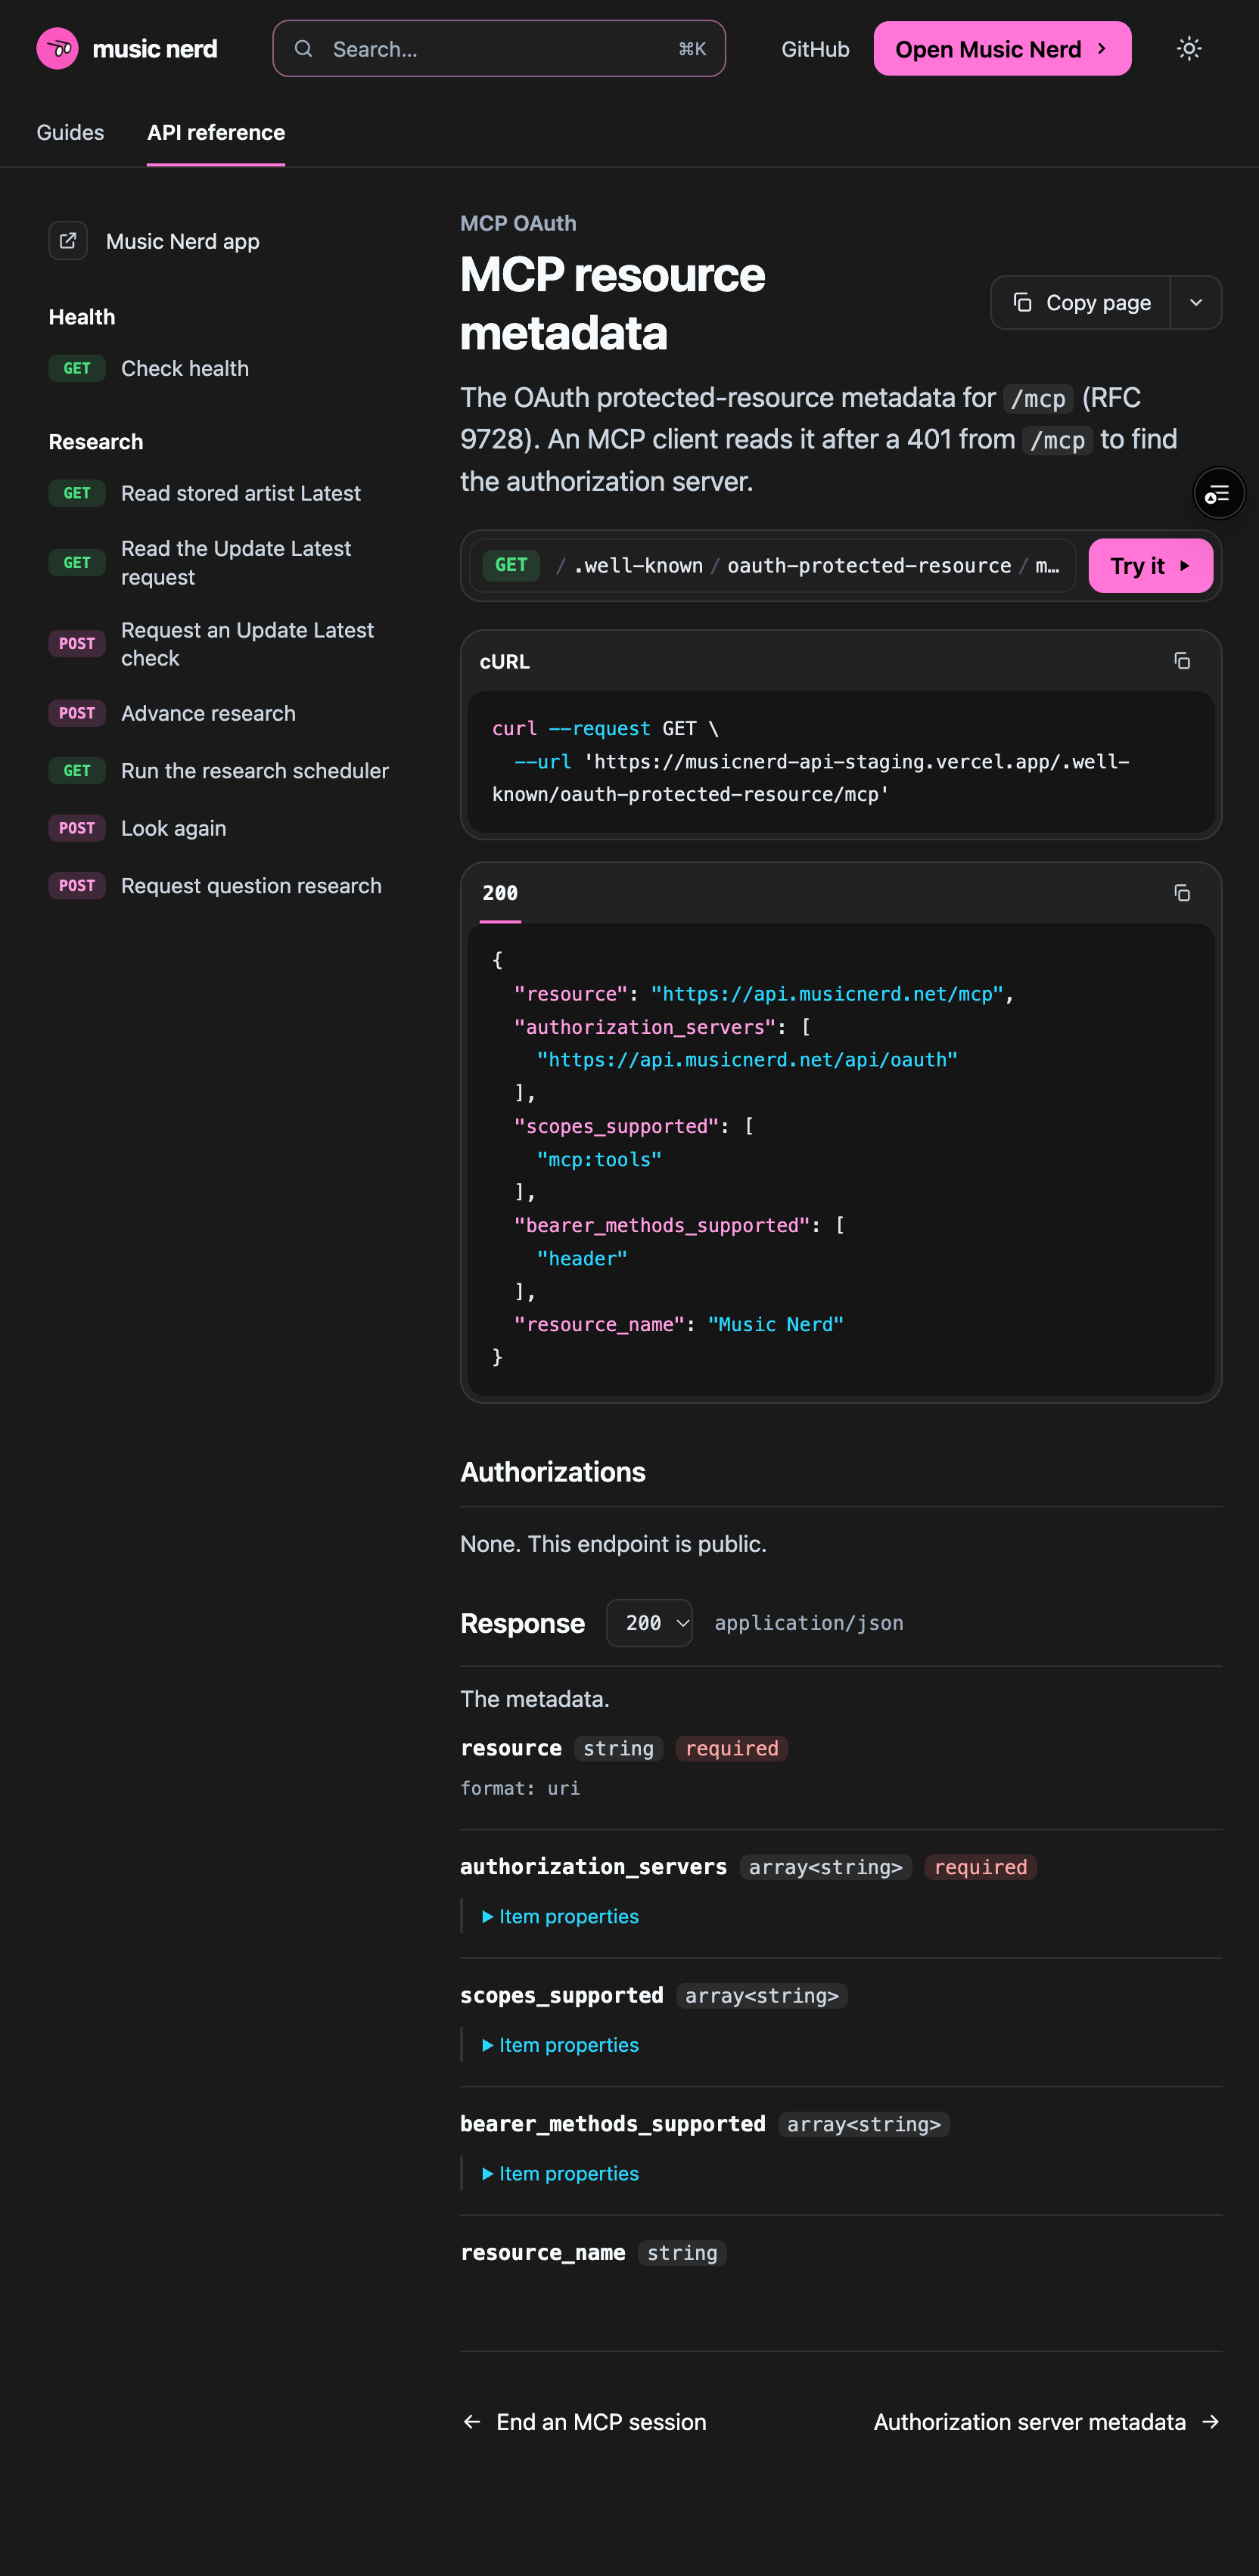 music nerd
Search...
⌘K
GitHub
Open Music Nerd
Guides
API reference
Music Nerd app
Health
GET Check health
Research
GET Read stored artist Latest
GET Read the Update Latest
request
POST Request an Update Latest
check
POST Advance research
GET Run the research scheduler
POST Look again
POST Request question research
MCP OAuth
MCP resource
metadata
Copy page
The OAuth protected-resource metadata for /mcp (RFC
9728). An MCP client reads it after a 401 from /mcp to find
the authorization server.
GET / .well-known / oauth-protected-resource / m...
Try it
cURL
curl --request GET \
--url 'https://musicnerd-api-staging.vercel.app/.well-
known/oauth-protected-resource/mcp'
200
{
"resource": "https://api.musicnerd.net/mcp",
"authorization_servers": [
"https://api.musicnerd.net/api/oauth"
],
"scopes_supported": [
"mcp:tools"
],
"bearer_methods_supported": [
"header"
],
"resource_name": "Music Nerd"
}
Authorizations
None. This endpoint is public.
Response 200 application/json
The metadata.
resource string required
format: uri
authorization_servers array<string> required
Item properties
scopes_supported array<string>
Item properties
bearer_methods_supported array<string>
Item properties
resource_name string
← End an MCP session
Authorization server metadata →